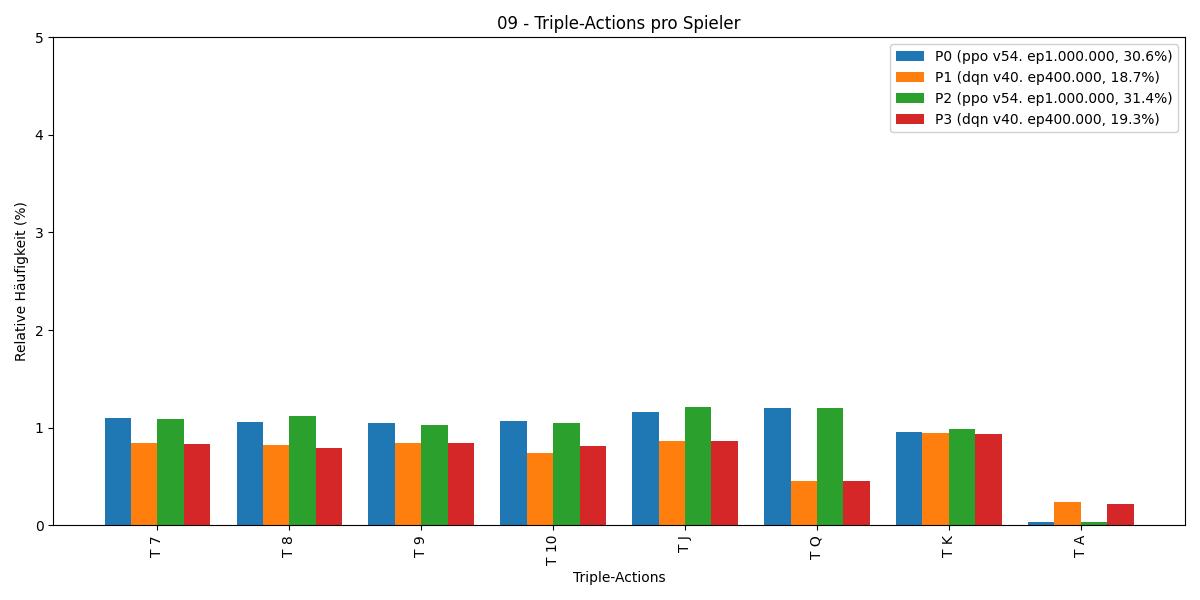 09 - Triple-Actions pro Spieler
5
4
3
2
1
0
Relative Häufigkeit (%)
P0 (ppo v54. ep1.000.000, 30.6%)
P1 (dqn v40. ep400.000, 18.7%)
P2 (ppo v54. ep1.000.000, 31.4%)
P3 (dqn v40. ep400.000, 19.3%)
T 7
T 8
T 9
T 10
T J
T Q
T K
T A
Triple-Actions